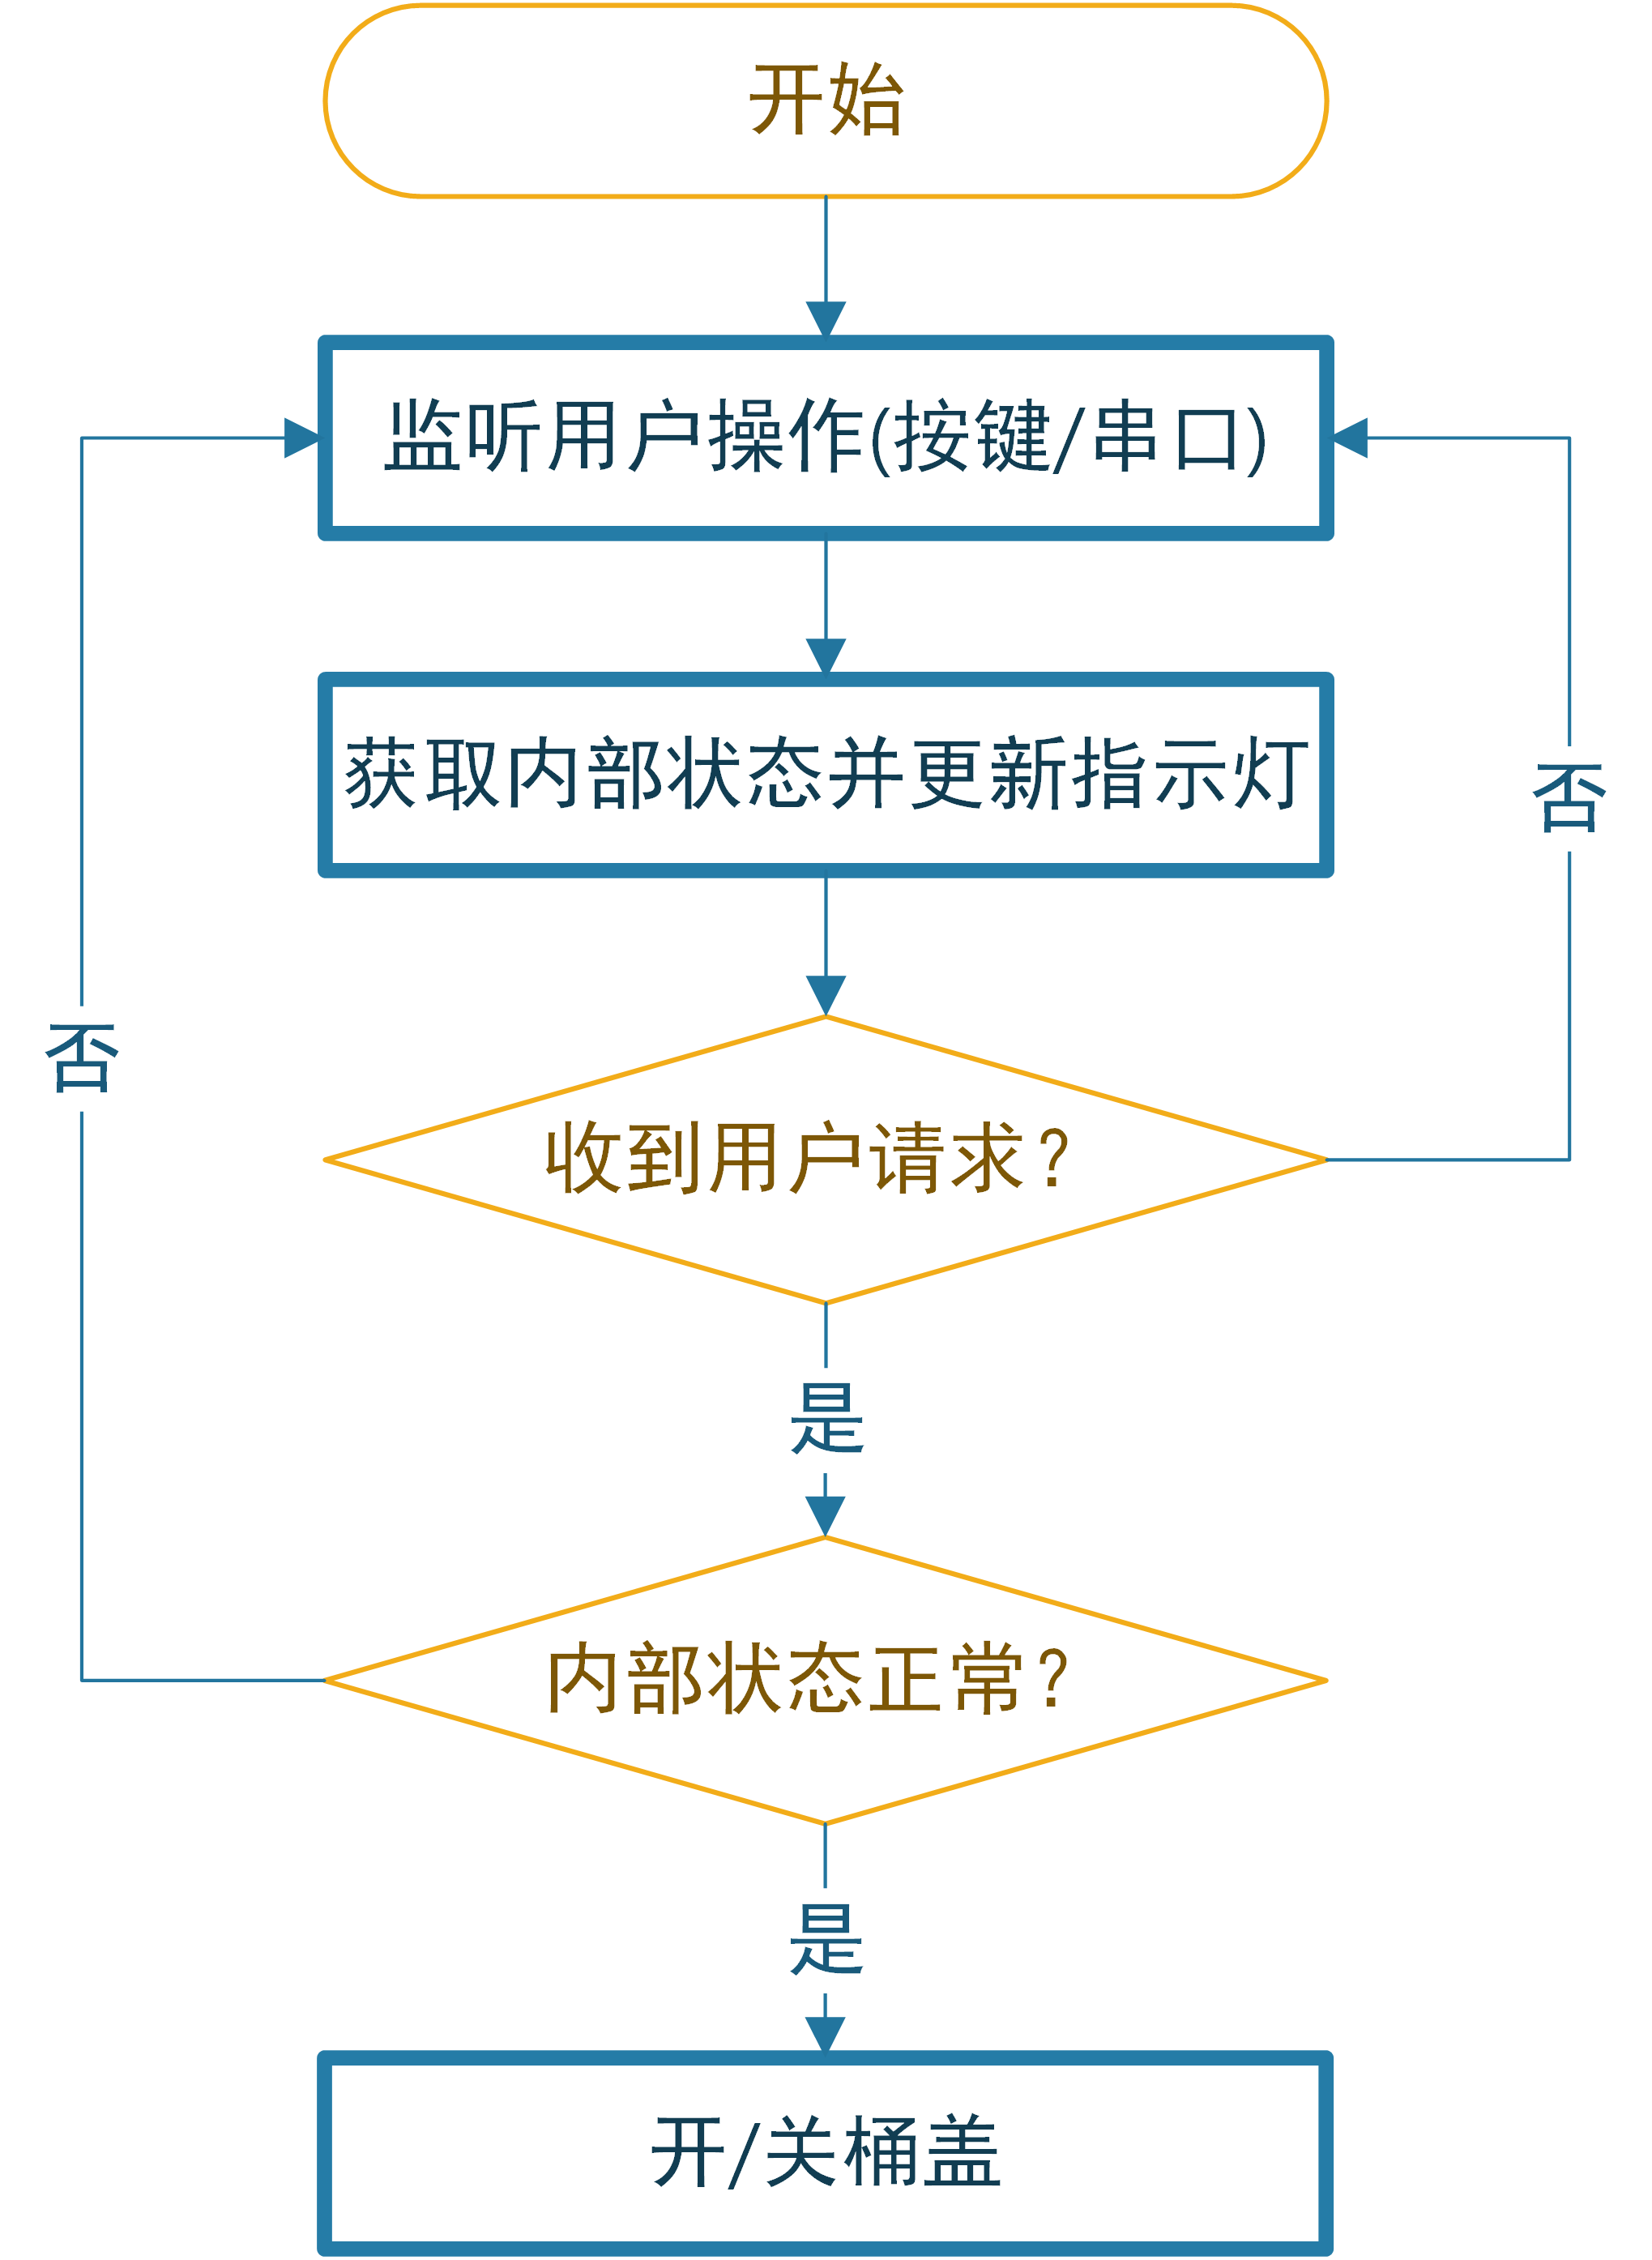 开始
监听用户操作(按键/串口)
获取内部状态并更新指示灯
否
否
收到用户请求?
是
内部状态正常?
是
开/关桶盖